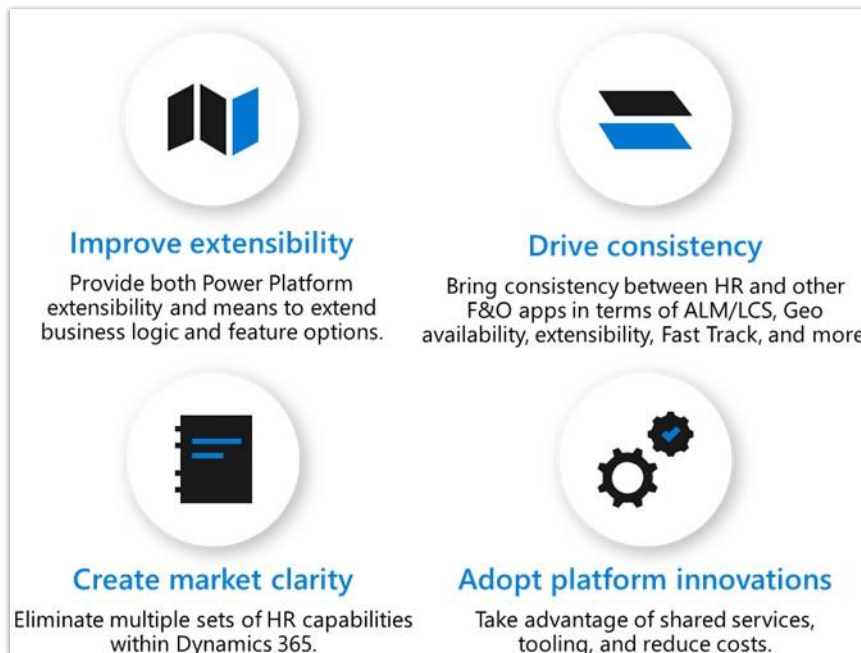 Improve extensibility
Provide both Power Platform
extensibility and means to extend
business logic and feature options.
Drive consistency
Bring consistency between HR and other
F&O apps in terms of ALM/LCS, Geo
availability, extensibility, Fast Track, and more
Create market clarity
Eliminate multiple sets of HR capabilities
within Dynamics 365.
Adopt platform innovations
Take advantage of shared services,
tooling, and reduce costs.